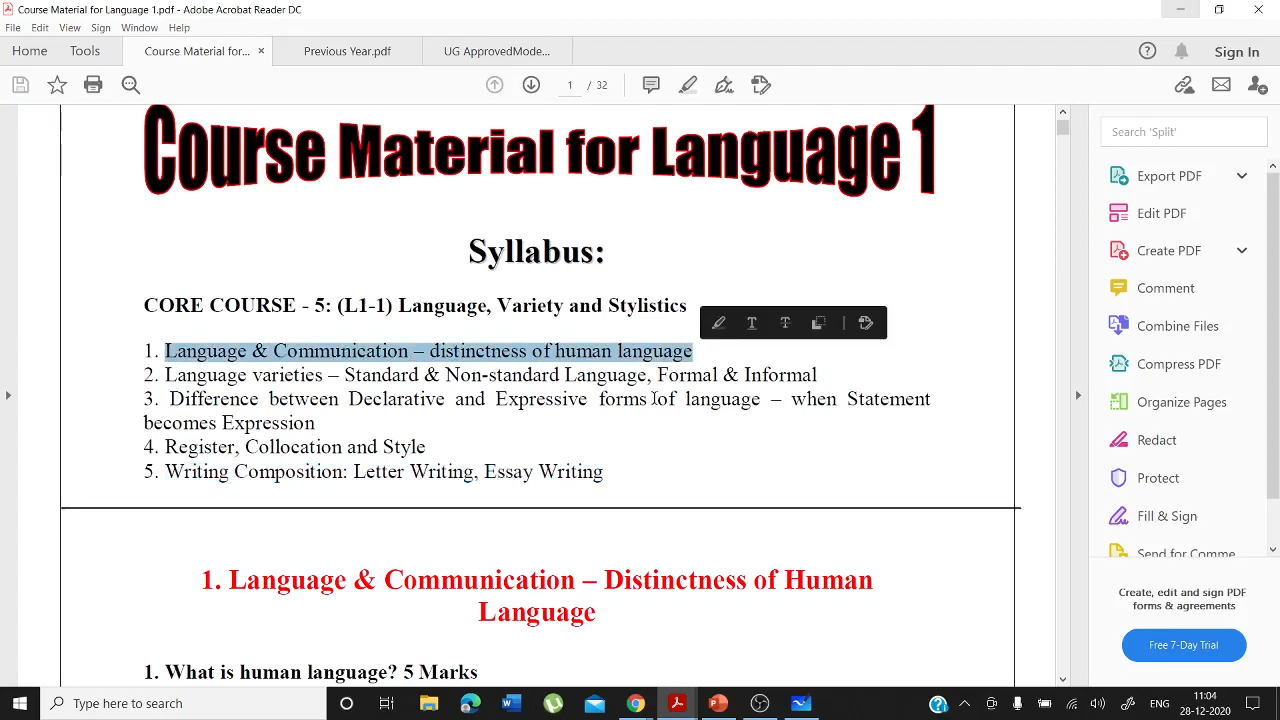 Course Material for Language 1.pdf - Adobe Acrobat Reader DC
File Edit View Sign Window Help
Home Tools Course Material for... × Previous Year.pdf UG ApprovedMode... Sign In
1 / 32
Course Material for Language 1
Syllabus:
CORE COURSE - 5: (L1-1) Language, Variety and Stylistics
1. Language & Communication – distinctness of human language
2. Language varieties – Standard & Non-standard Language, Formal & Informal
3. Difference between Declarative and Expressive forms of language – when Statement
becomes Expression
4. Register, Collocation and Style
5. Writing Composition: Letter Writing, Essay Writing
1. Language & Communication – Distinctness of Human
Language
1. What is human language? 5 Marks
Search 'Split'
Export PDF
Edit PDF
Create PDF
Comment
Combine Files
Compress PDF
Organize Pages
Redact
Protect
Fill & Sign
Send for Comme
Create, edit and sign PDF
forms & agreements
Free 7-Day Trial
Type here to search
ENG
11:04
28-12-2020